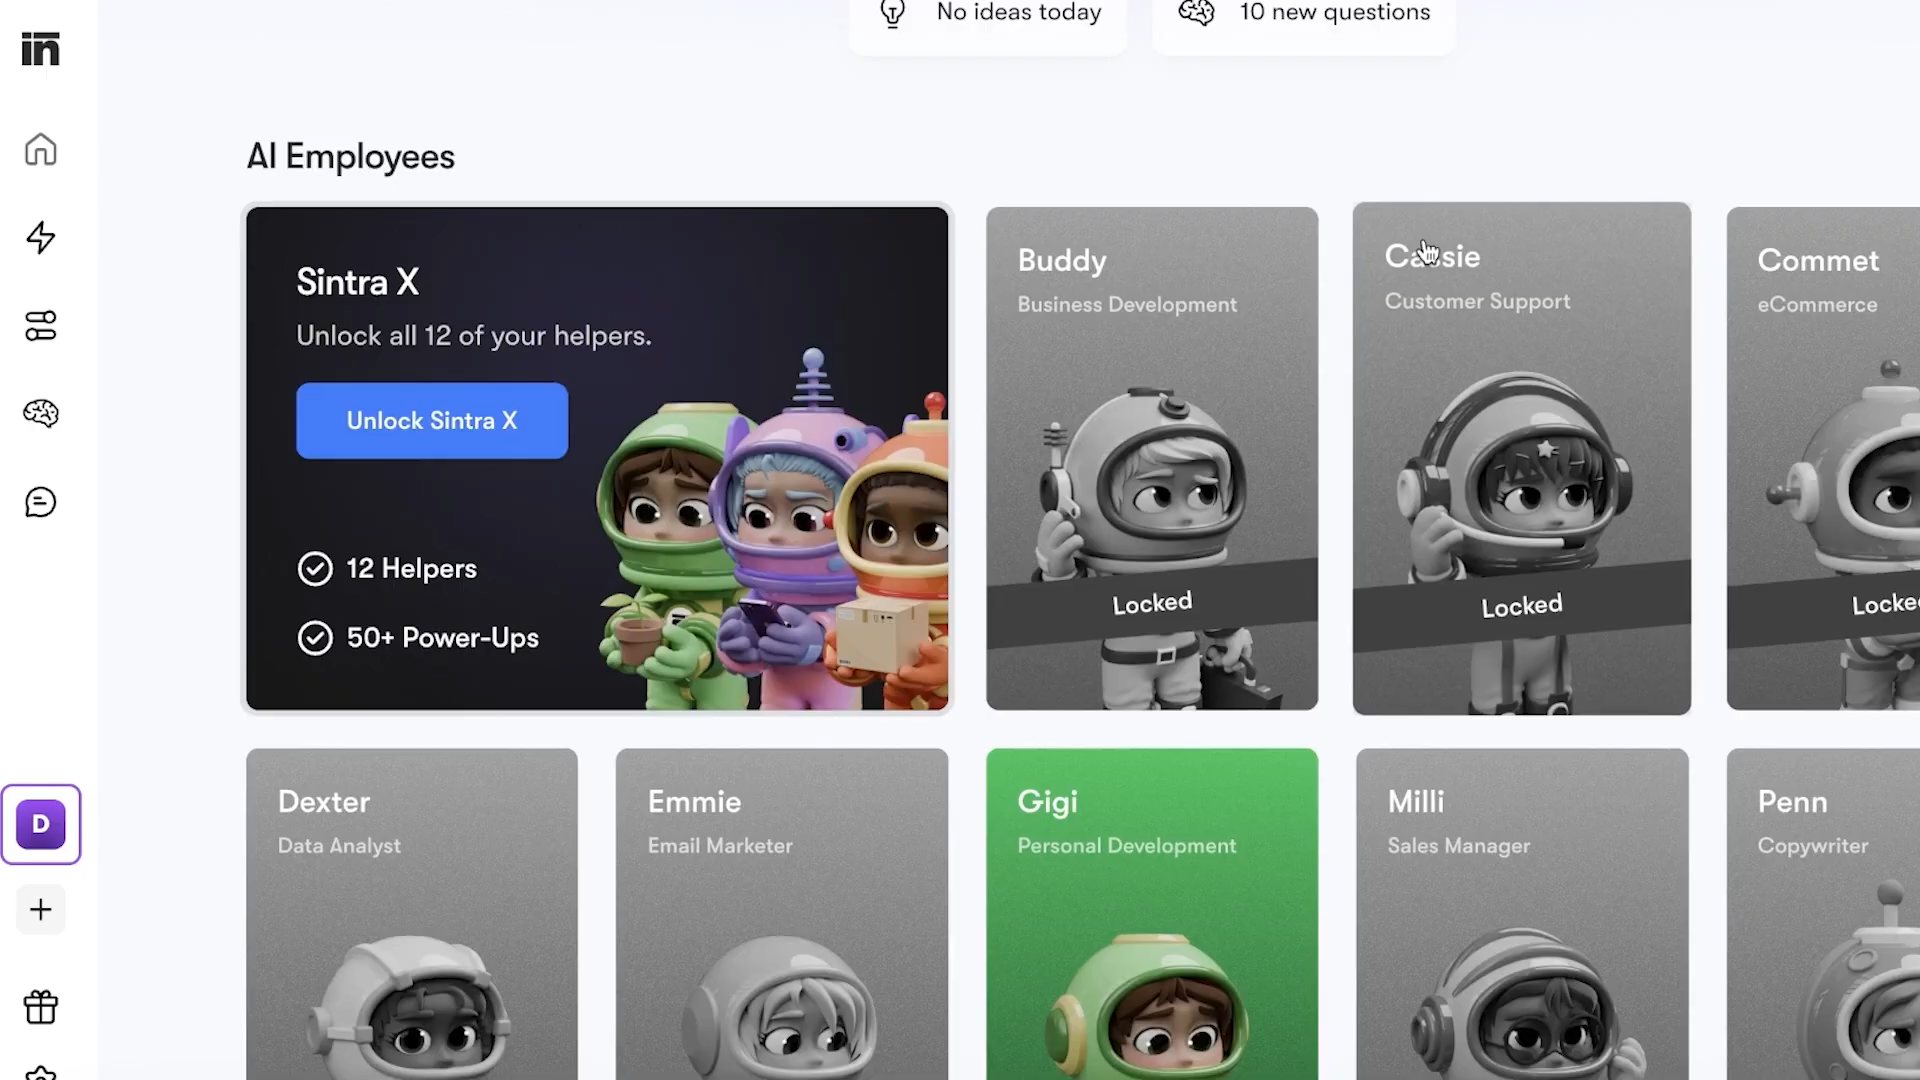 in
No ideas today
10 new questions
AI Employees
Sintra X
Unlock all 12 of your helpers.
Unlock Sintra X
12 Helpers
50+ Power-Ups
Buddy
Business Development
Locked
Customer Support
Locked
Commet
eCommerce
Dexter
Data Analyst
Emmie
Email Marketer
Gigi
Personal Development
Milli
Sales Manager
Penn
Copywriter
D